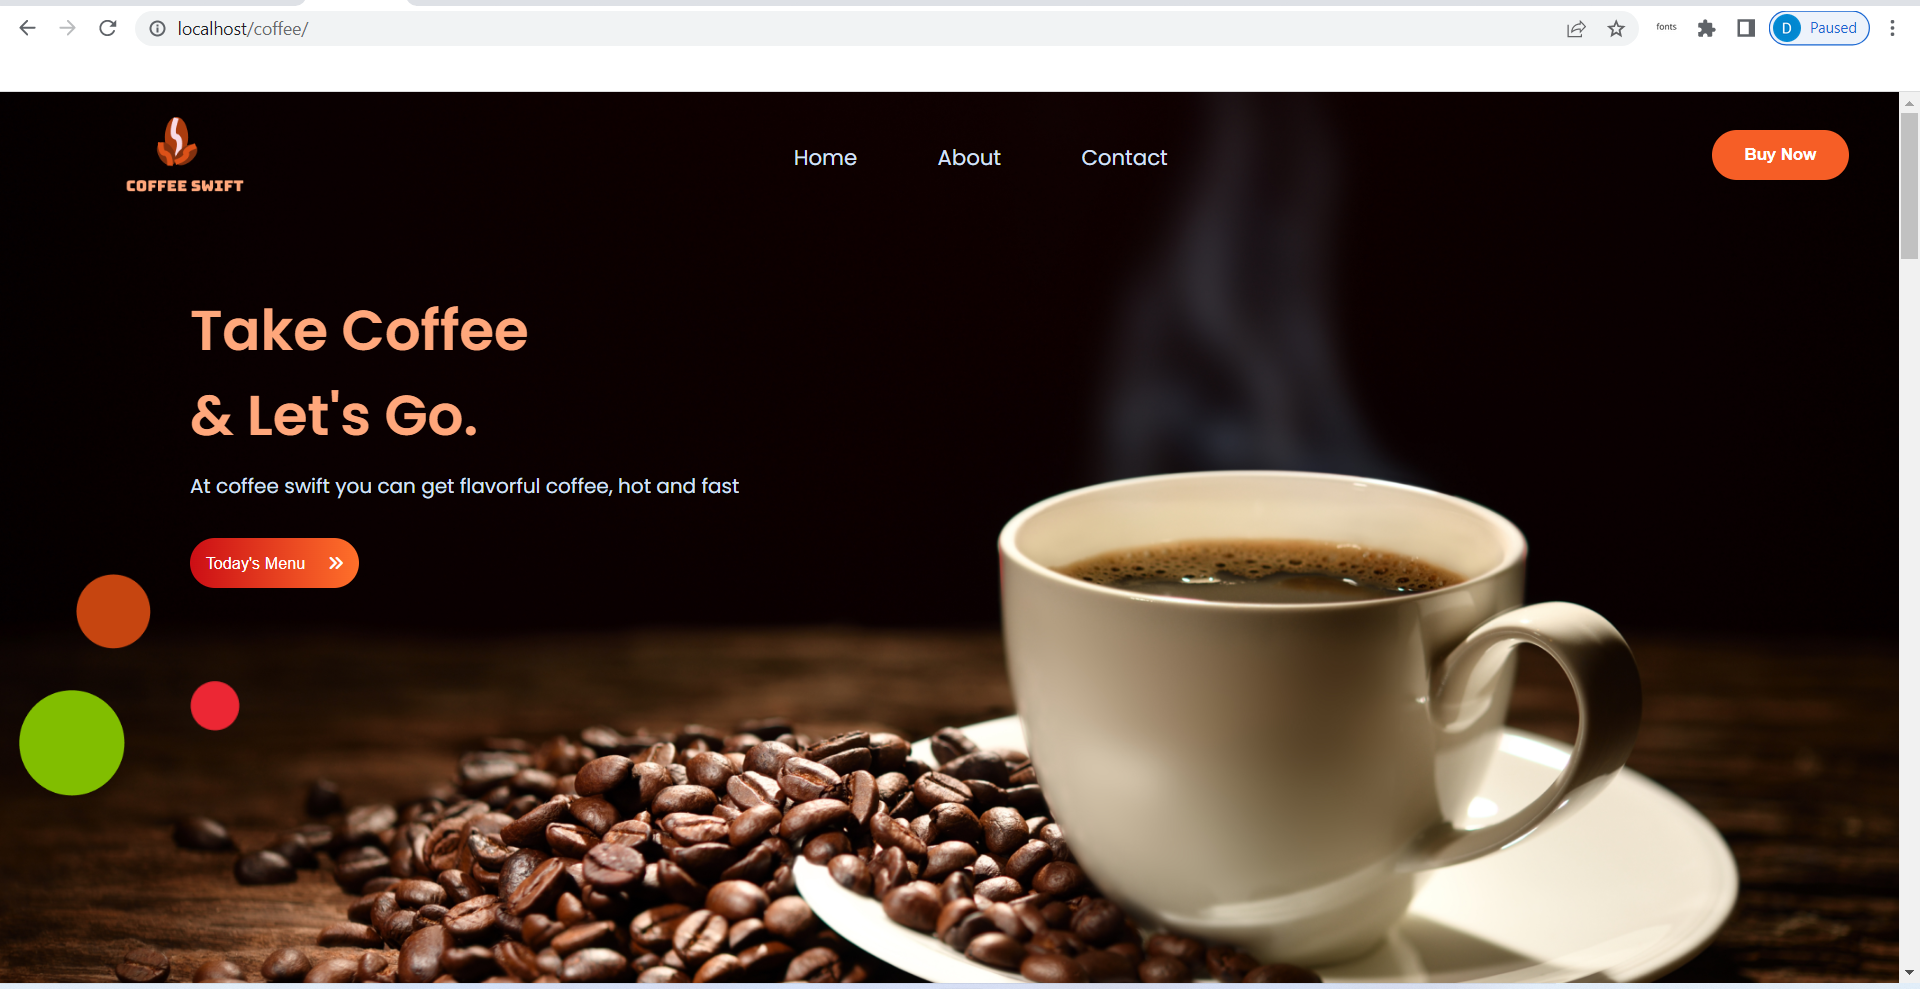 localhost/coffee/
fonts
D
Paused
COFFEE SWIFT
Home
About
Contact
Buy Now
Take Coffee
& Let's Go.
At coffee swift you can get flavorful coffee, hot and fast
Today's Menu